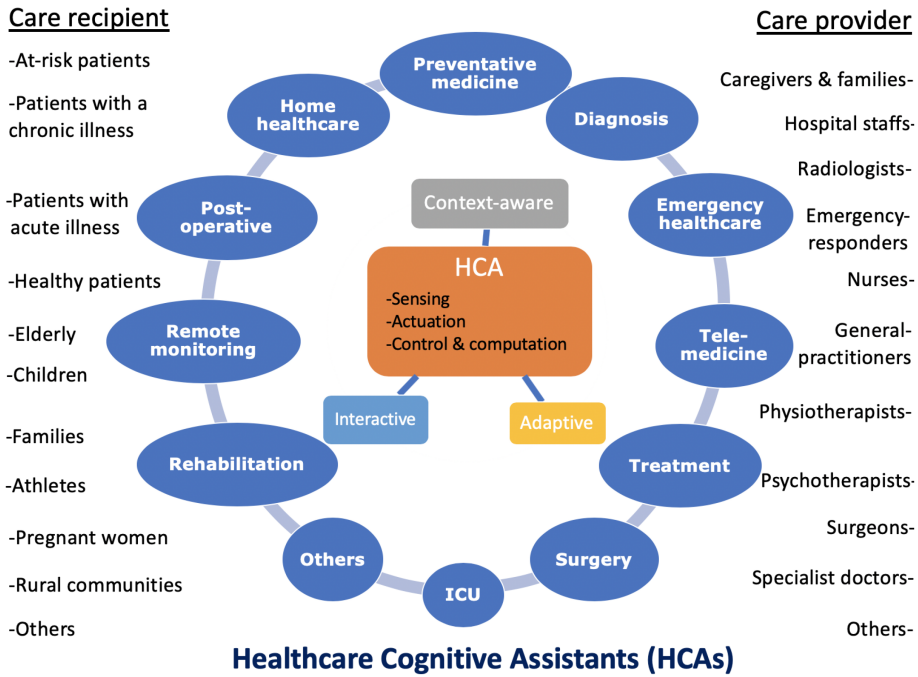 Care recipient
-At-risk patients
-Patients with a
chronic illness
-Patients with
acute illness
-Healthy patients
-Elderly
-Children
-Families
-Athletes
-Pregnant women
-Rural communities
-Others
Preventative
medicine
Diagnosis
Emergency
healthcare
Tele-
medicine
Treatment
Surgery
ICU
Others
Rehabilitation
Remote
monitoring
Post-
operative
Home
healthcare
Context-aware
HCA
-Sensing
-Actuation
-Control & computation
Interactive
Adaptive
Care provider
Caregivers & families-
Hospital staffs-
Radiologists-
Emergency-
responders
Nurses-
General-
practitioners
Physiotherapists-
Psychotherapists-
Surgeons-
Specialist doctors-
Others-
Healthcare Cognitive Assistants (HCAs)